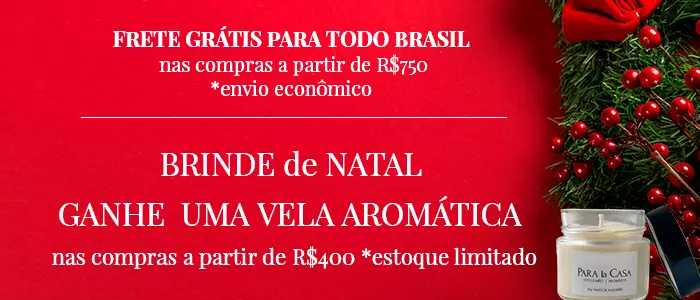 FRETE GRÁTIS PARA TODO BRASIL
nas compras a partir de R$750
*envio econômico
BRINDE de NATAL
GANHE UMA VELA AROMÁTICA
nas compras a partir de R$400 *estoque limitado
PARA la CASA